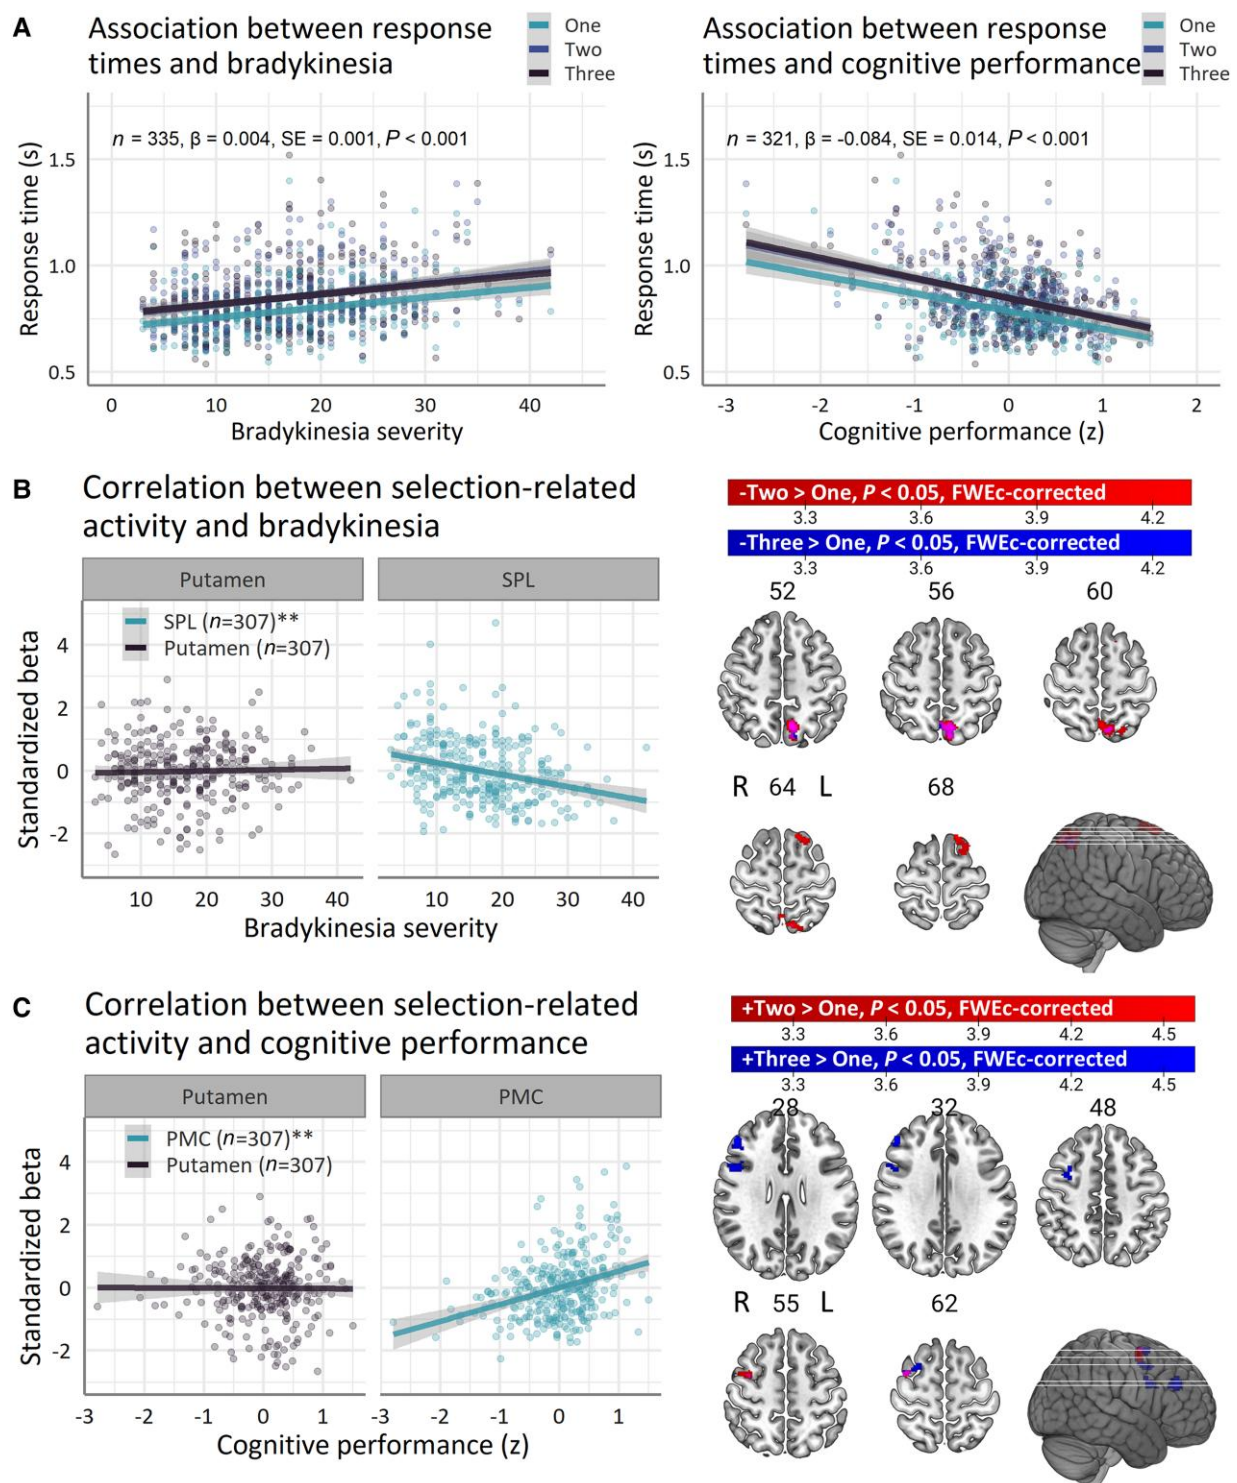 A
Association between response
times and bradykinesia
One
Two
Three
n = 335, β = 0.004, SE = 0.001, P < 0.001
Response time (s)
1.5
1.0
0.5
0
10
20
30
40
Bradykinesia severity
Association between response
times and cognitive performance
One
Two
Three
n = 321, β = -0.084, SE = 0.014, P < 0.001
Response time (s)
1.5
1.0
0.5
-3
-2
-1
0
1
2
Cognitive performance (z)
B
Correlation between selection-related
activity and bradykinesia
Putamen
SPL
SPL (n=307)**
Putamen (n=307)
Standardized beta
4
2
0
-2
10
20
30
40
10
20
30
40
Bradykinesia severity
-Two > One, P < 0.05, FWEc-corrected
3.3
3.6
3.9
4.2
-Three > One, P < 0.05, FWEc-corrected
3.3
3.6
3.9
4.2
52
56
60
R 64 L
68
C
Correlation between selection-related
activity and cognitive performance
Putamen
PMC
PMC (n=307)**
Putamen (n=307)
Standardized beta
4
2
0
-2
-3
-2
-1
0
1
-3
-2
-1
0
1
Cognitive performance (z)
+Two > One, P < 0.05, FWEc-corrected
3.3
3.6
3.9
4.2
4.5
+Three > One, P < 0.05, FWEc-corrected
3.3
3.6
3.9
4.2
4.5
28
32
48
R 55 L
62